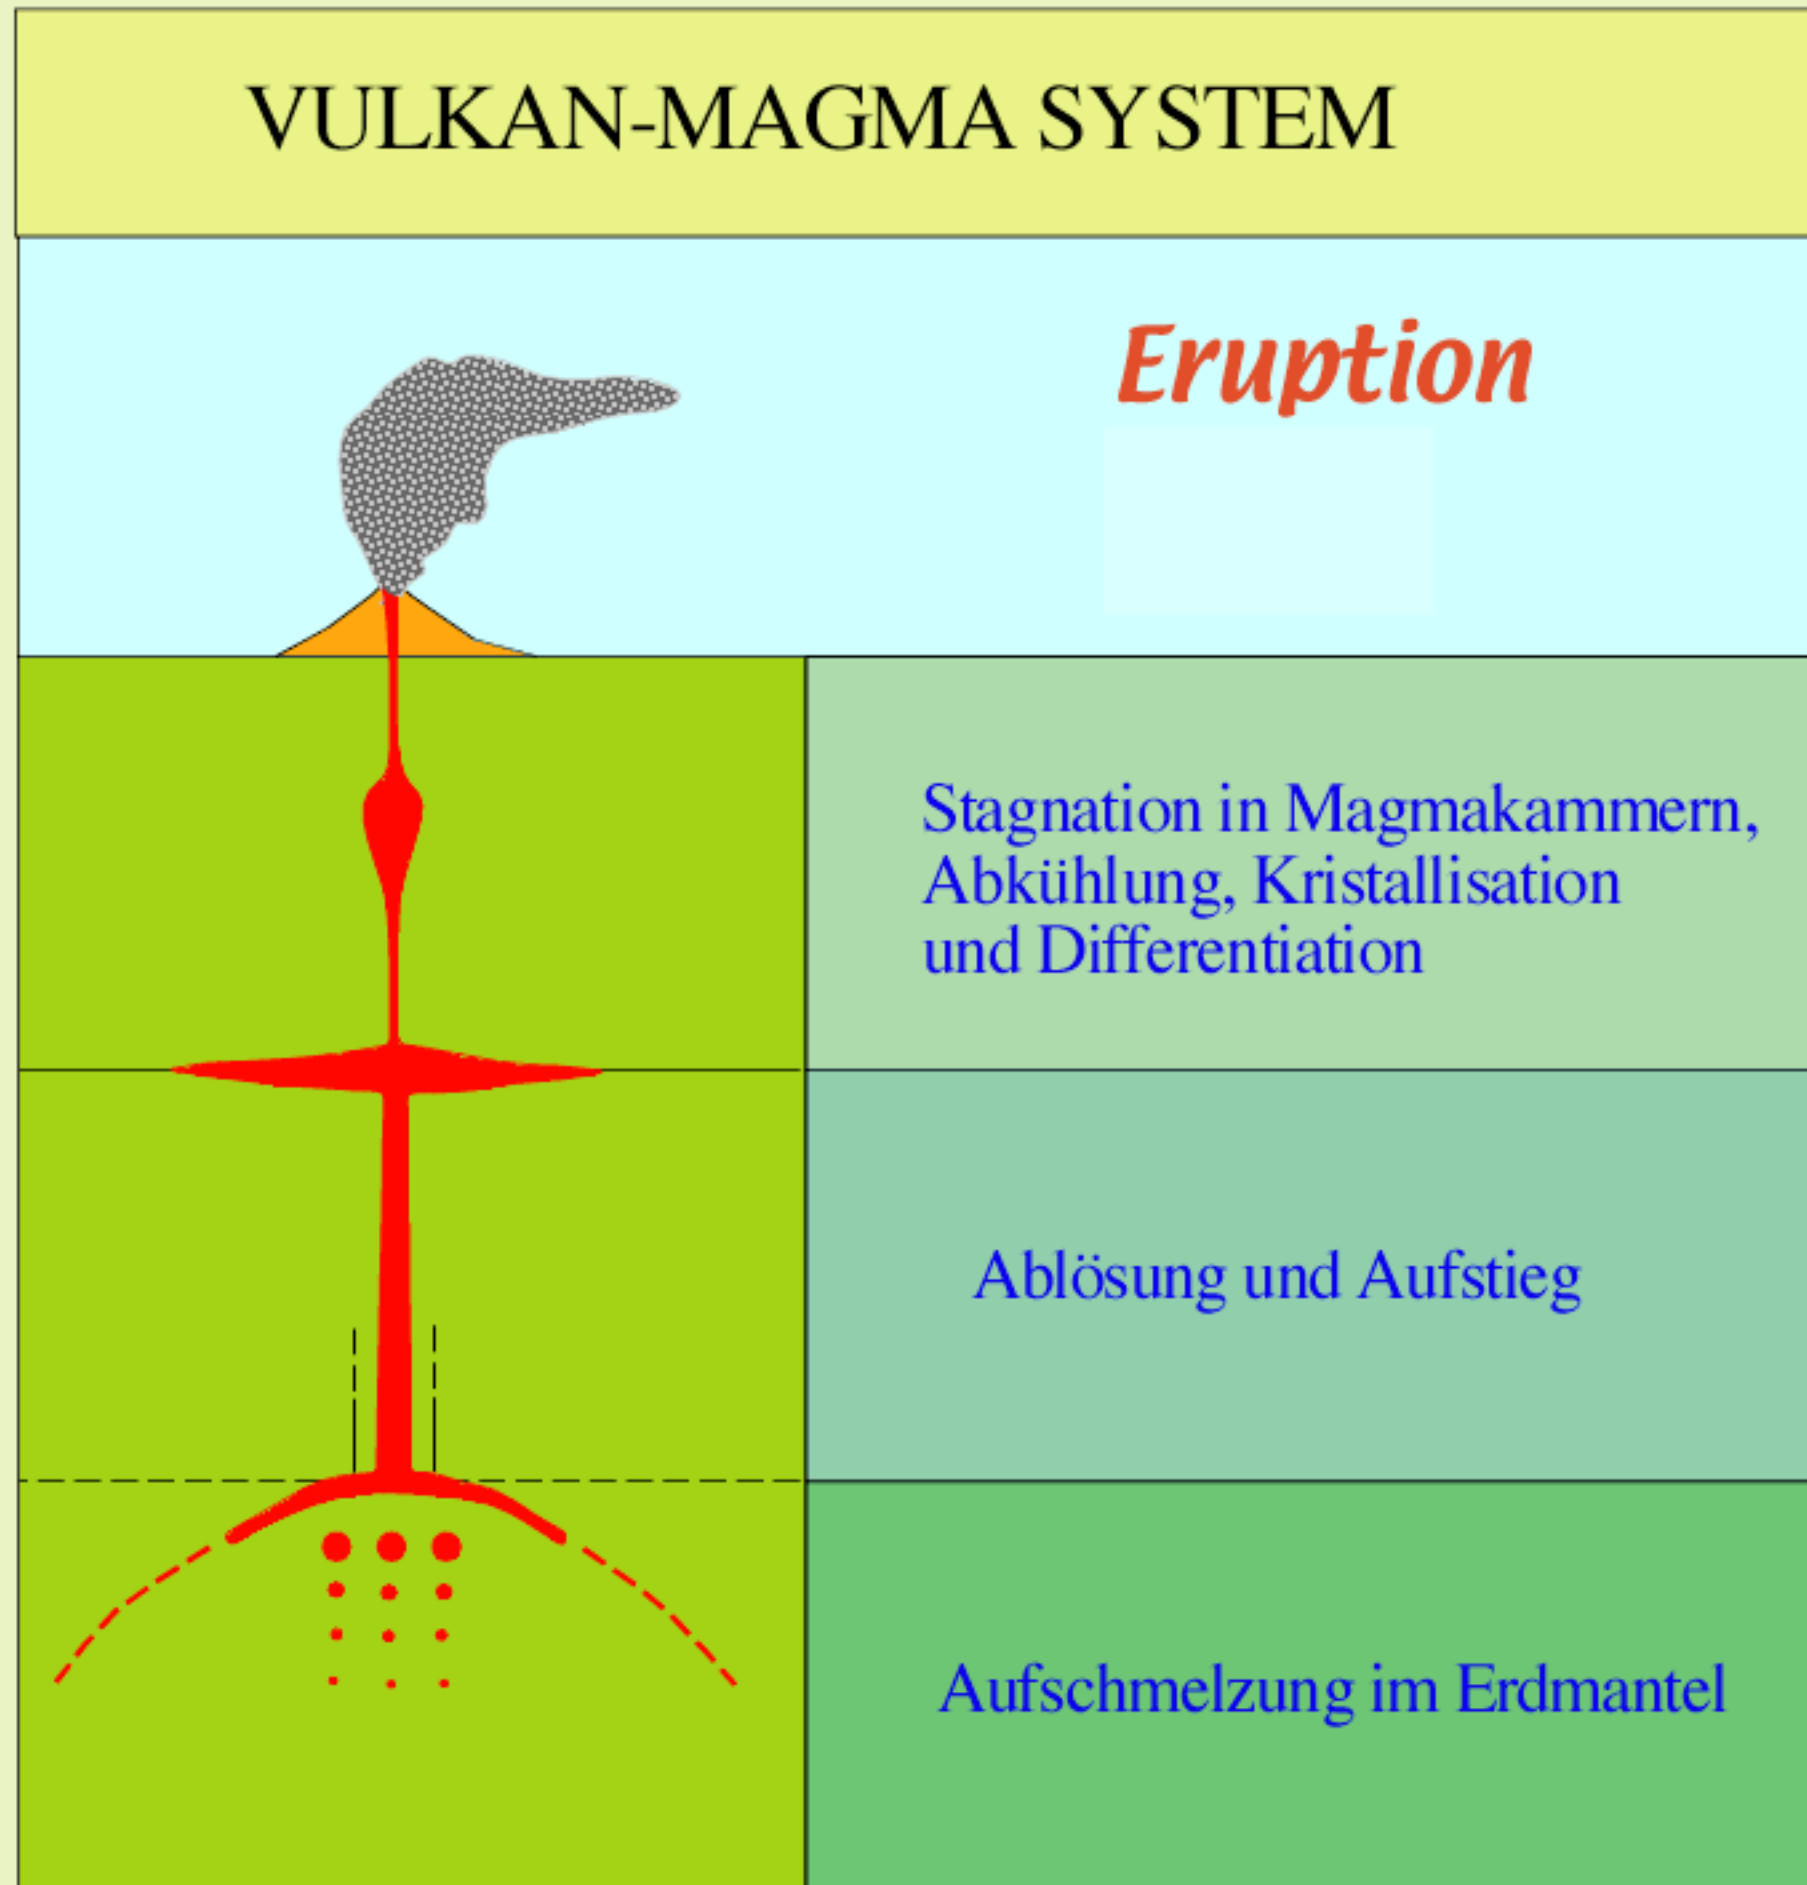 VULKAN-MAGMA SYSTEM
Eruption
Stagnation in Magmakammern,
Abkühlung, Kristallisation
und Differentiation
Ablösung und Aufstieg
Aufschmelzung im Erdmantel